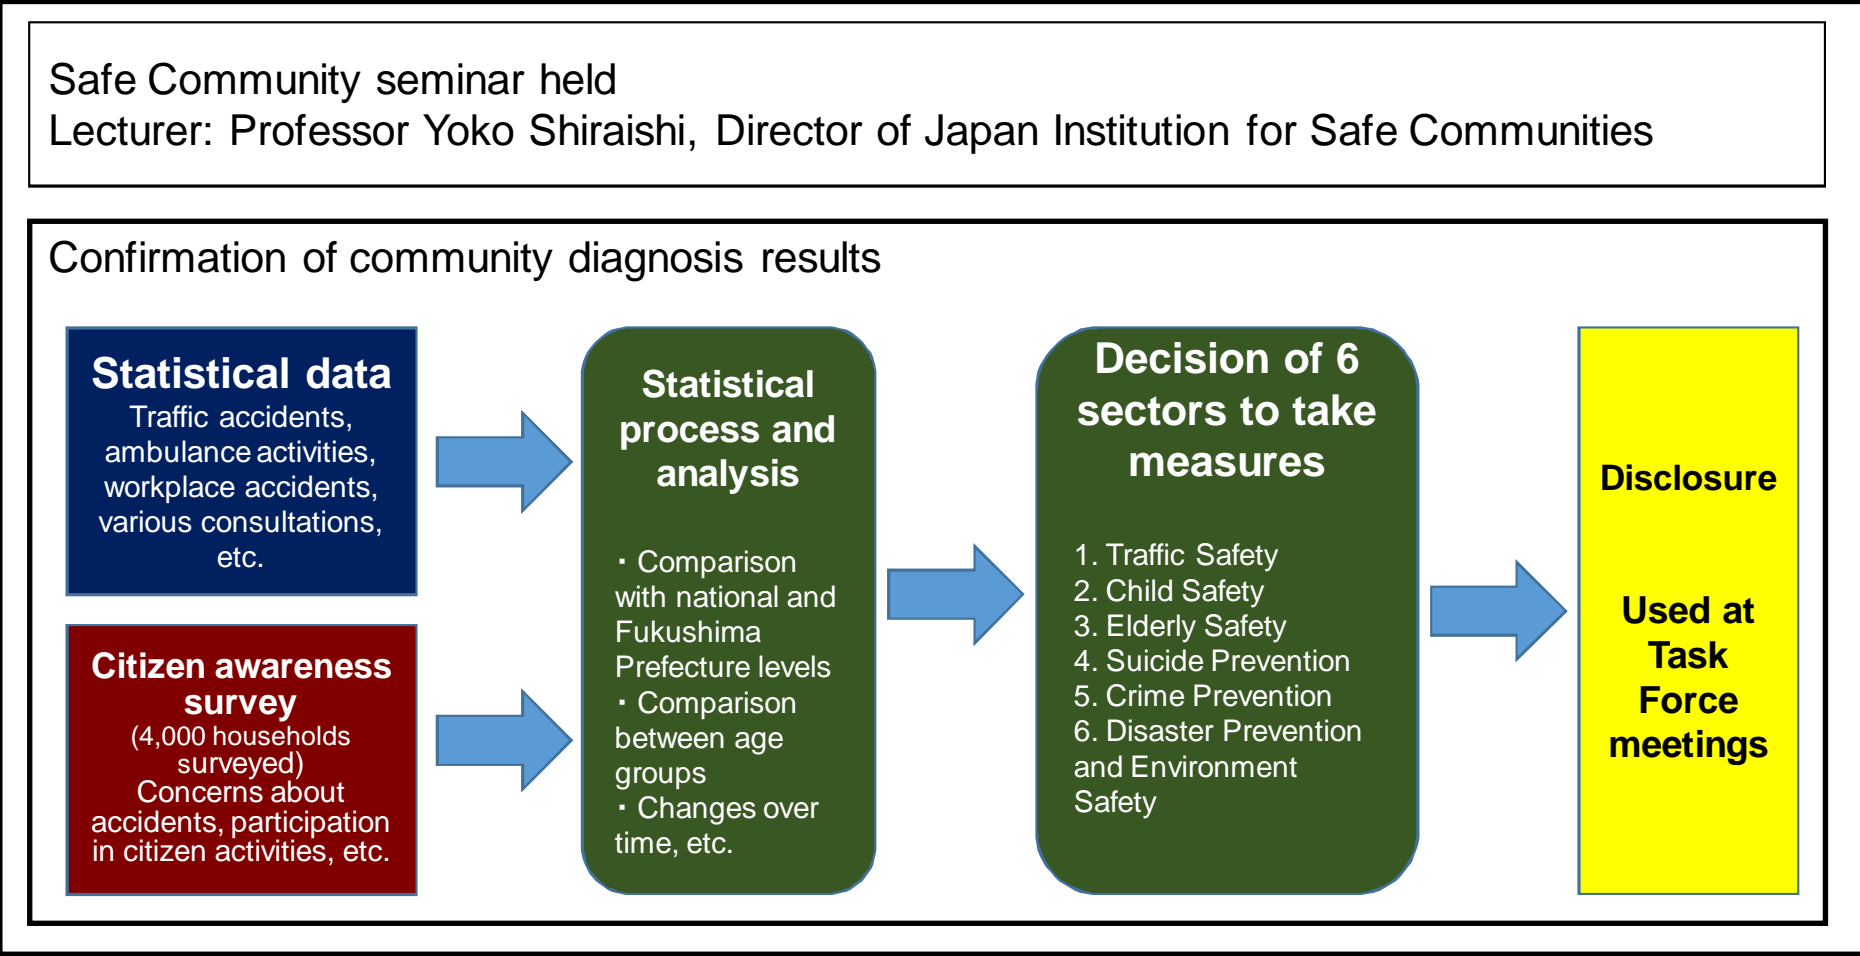 Safe Community seminar held
Lecturer: Professor Yoko Shiraishi, Director of Japan Institution for Safe Communities
Confirmation of community diagnosis results
Statistical data
Traffic accidents,
ambulance activities,
workplace accidents,
various consultations,
etc.
Citizen awareness
survey
(4,000 households
surveyed)
Concerns about
accidents, participation
in citizen activities, etc.
Statistical
process and
analysis
・Comparison
with national and
Fukushima
Prefecture levels
・Comparison
between age
groups
・Changes over
time, etc.
Decision of 6
sectors to take
measures
1. Traffic Safety
2. Child Safety
3. Elderly Safety
4. Suicide Prevention
5. Crime Prevention
6. Disaster Prevention
and Environment
Safety
Disclosure
Used at
Task
Force
meetings